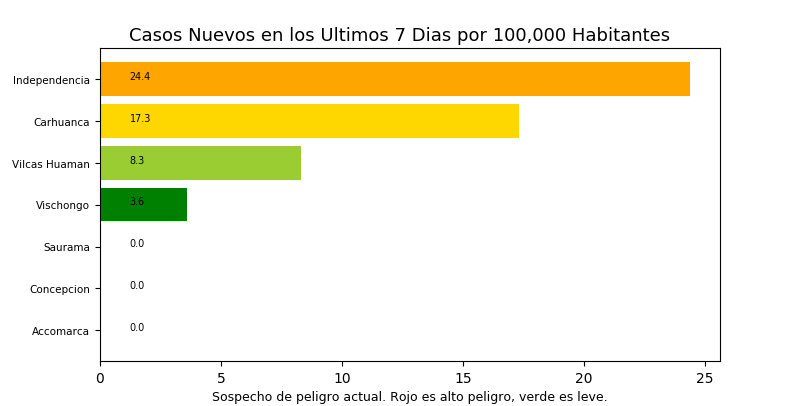 Casos Nuevos en los Ultimos 7 Dias por 100,000 Habitantes
Independencia 24.4
Carhuanca 17.3
Vilcas Huaman 8.3
Vischongo 3.6
Saurama 0.0
Concepcion 0.0
Accomarca 0.0
0 5 10 15 20 25
Sospecho de peligro actual. Rojo es alto peligro, verde es leve.